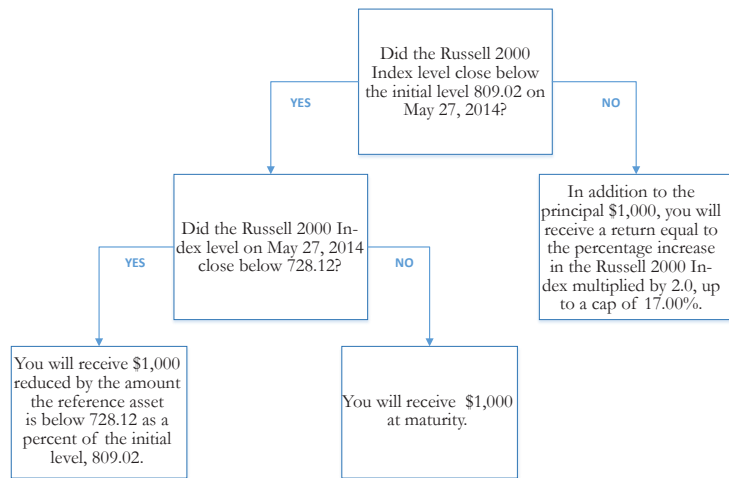 Did the Russell 2000
Index level close below
the initial level 809.02 on
May 27, 2014?
YES
NO
Did the Russell 2000 In-
dex level on May 27, 2014
close below 728.12?
In addition to the
principal $1,000, you will
receive a return equal to
the percentage increase
in the Russell 2000 In-
dex multiplied by 2.0, up
to a cap of 17.00%.
YES
NO
You will receive $1,000
reduced by the amount
the reference asset
is below 728.12 as a
percent of the initial
level, 809.02.
You will receive $1,000
at maturity.